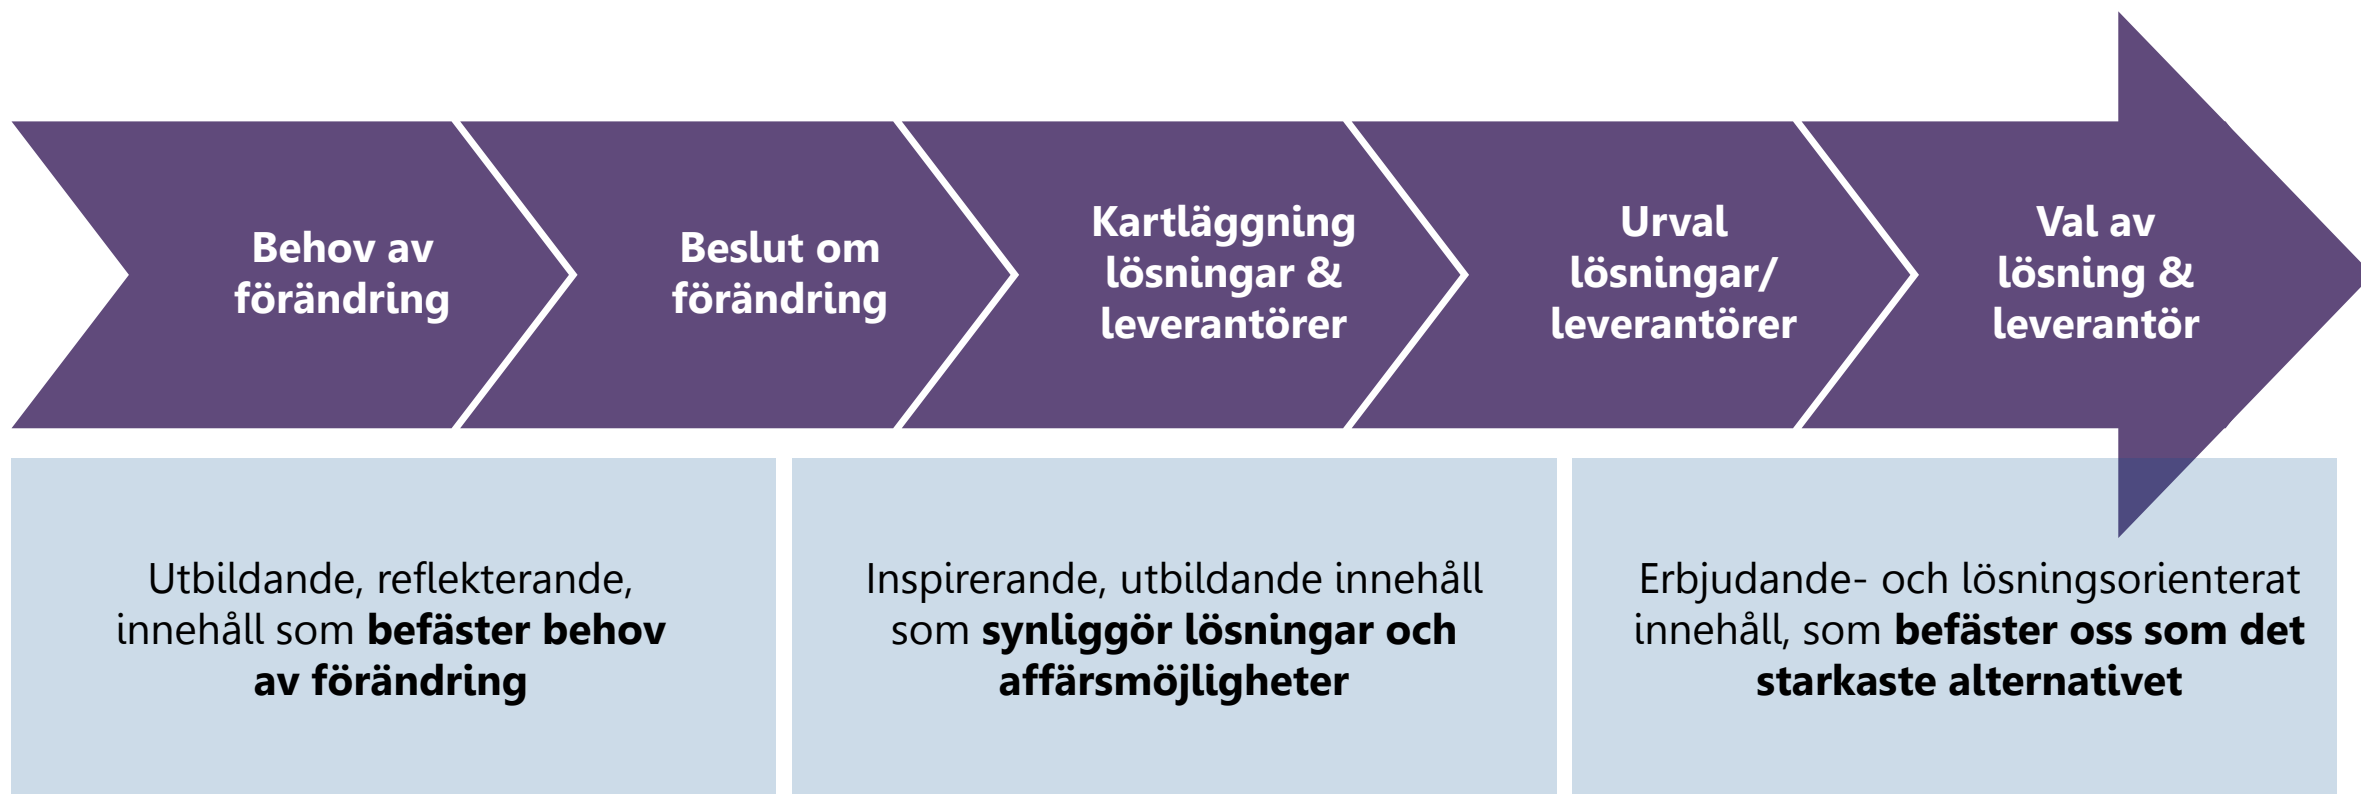 Behov av
förändring
Beslut om
förändring
Kartläggning
lösningar &
leverantörer
Urval
lösningar/
leverantörer
Val av
lösning &
leverantör
Utbildande, reflekterande,
innehåll som befäster behov
av förändring
Inspirerande, utbildande innehåll
som synliggör lösningar och
affärsmöjligheter
Erbjudande- och lösningsorienterat
innehåll, som befäster oss som det
starkaste alternativet